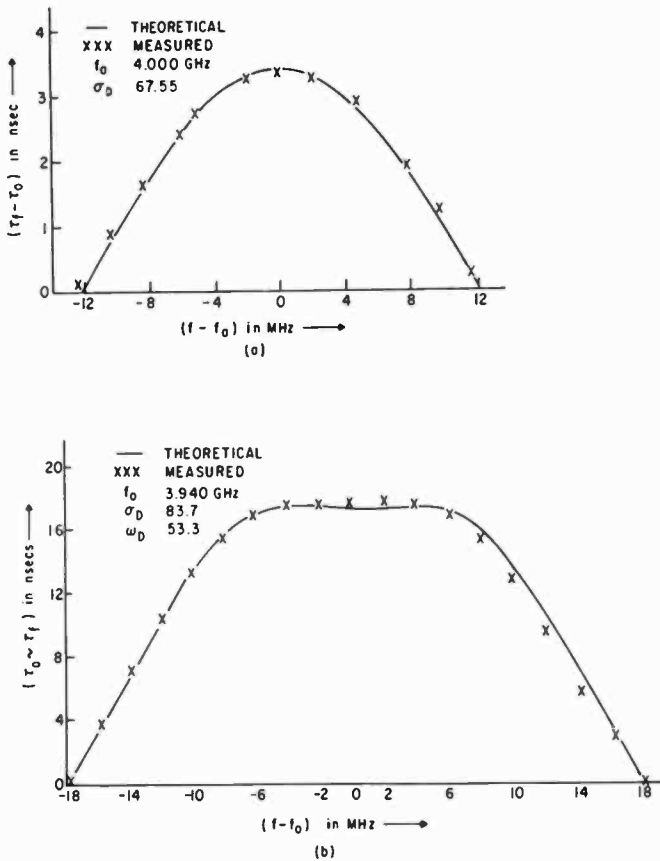 — THEORETICAL
XXX MEASURED
f₀ 4.000 GHz
σ_D 67.55
4
3
2
1
0
(τf – τ₀) in nsec →
-12 -8 -4 0 4 8 12
(f – f₀) in MHz →
(a)
— THEORETICAL
XXX MEASURED
f₀ 3.940 GHz
σ_D 83.7
ω_D 53.3
20
16
12
8
4
0
(τ₀ ~ τf) in nsecs →
-18 -14 -10 -6 -2 0 2 6 10 14 18
(f-f₀) in MHz →
(b)